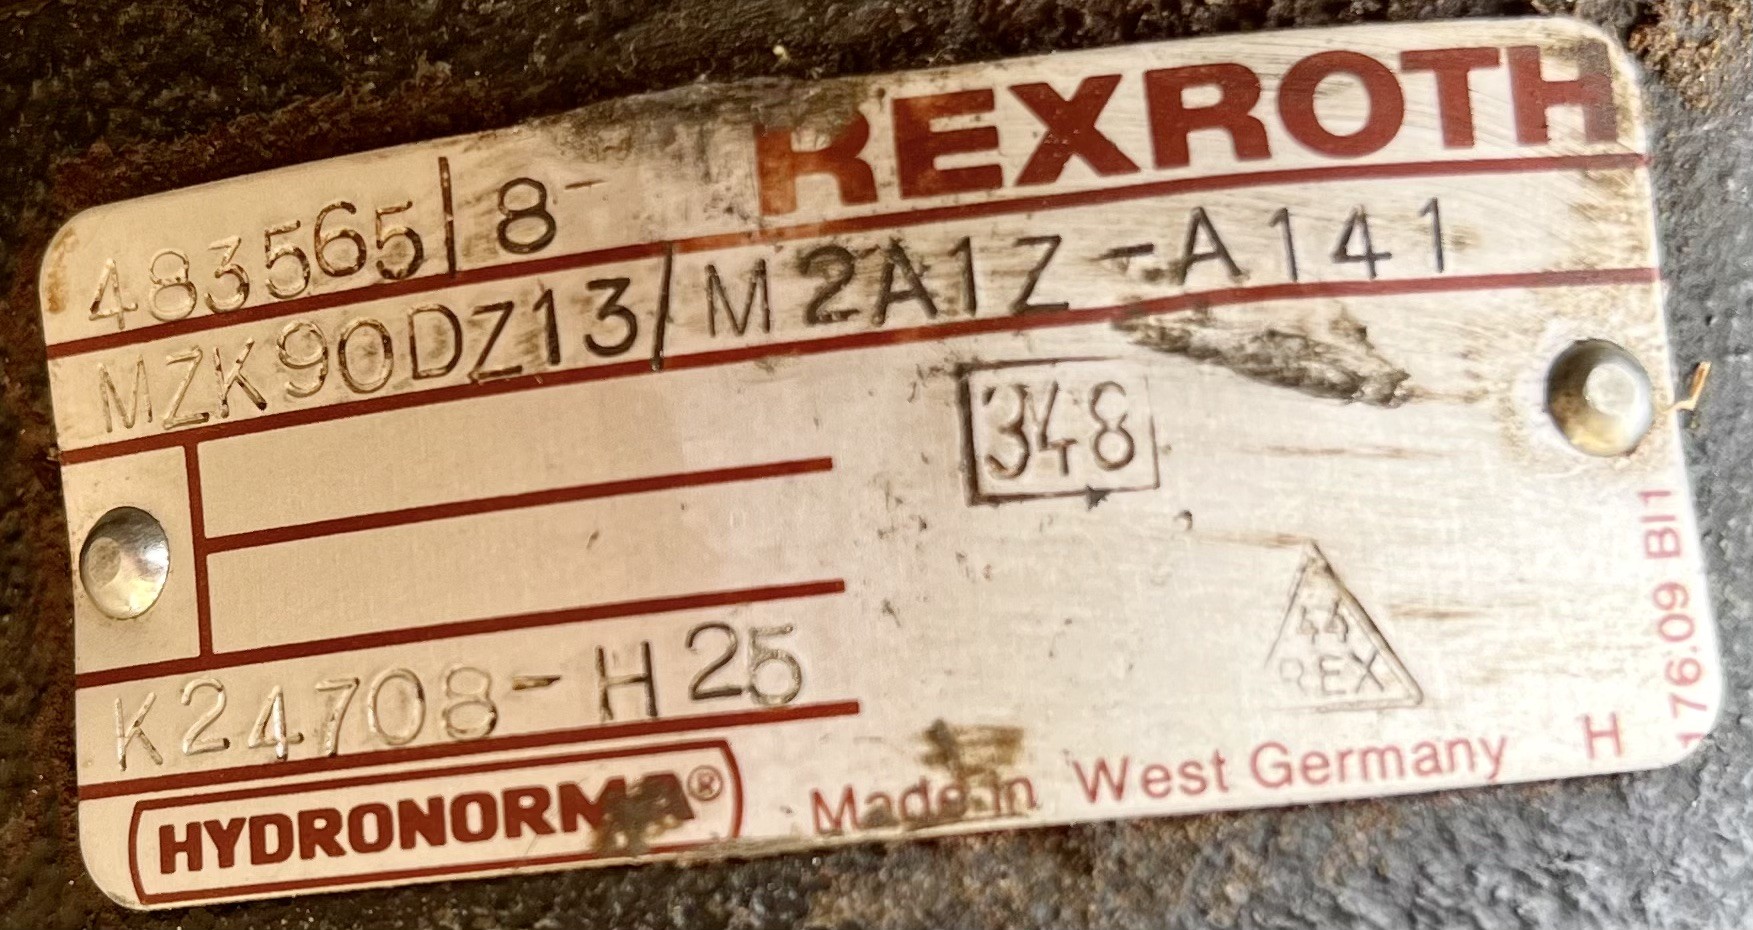 REXROTH
483565/8-
MZK90DZ13/M2A1Z-A141
348
44
REX
K24708-H25
HYDRONORMA®
Made in West Germany H
176.09 Bl1